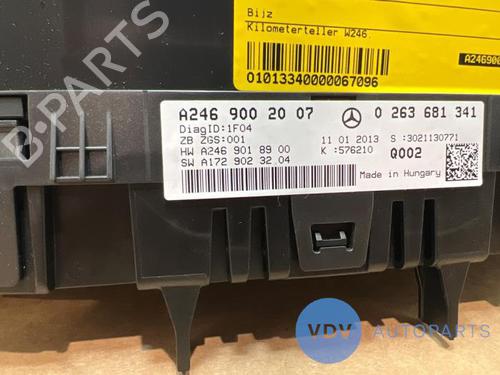 Bijz
Kilometerteller W246
A246900
0101334000067096
A246 900 20 07
0 263 681 341
DiagID:1F04
ZB ZGS:001
11 01 2013
S :3021130771
HW A246 901 89 00
K :576210
Q002
SW A172 902 32 04
Made in Hungary
B-PARTS
VDV AUTOPARTS